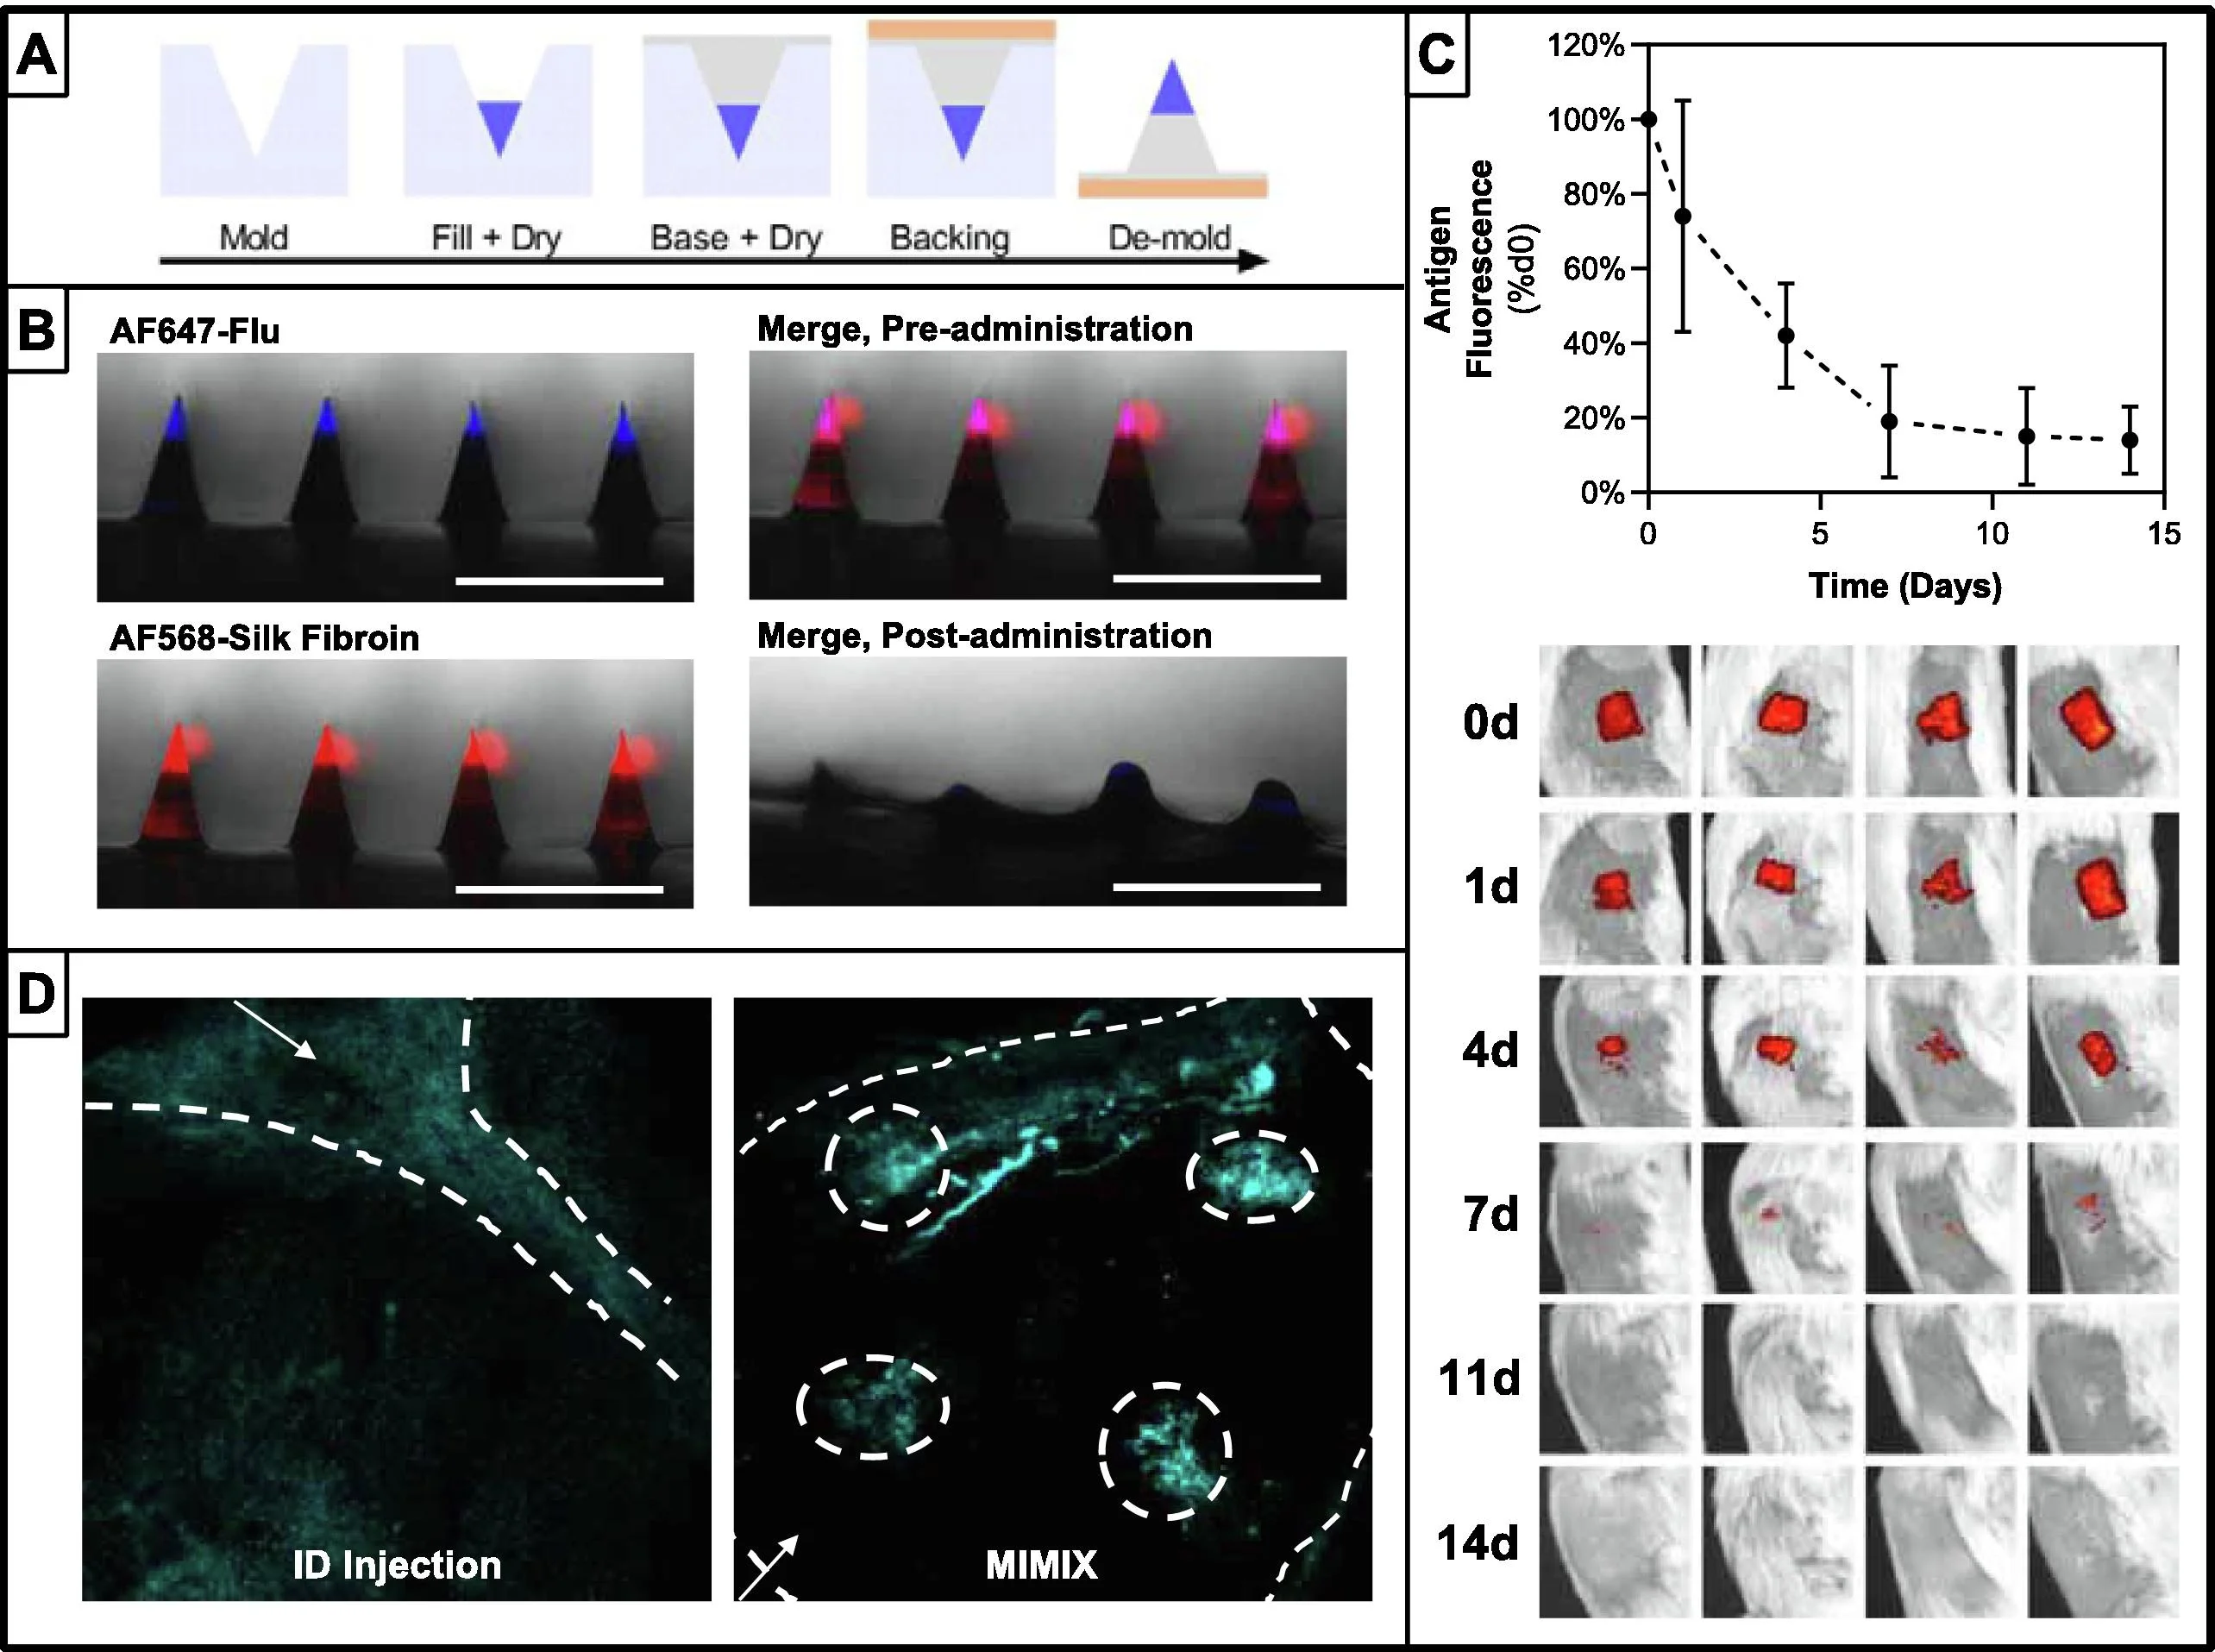 A
Mold
Fill + Dry
Base + Dry
Backing
De-mold
B
AF647-Flu
Merge, Pre-administration
AF568-Silk Fibroin
Merge, Post-administration
C
120%
100%
80%
60%
40%
20%
0%
Antigen
Fluorescence
(%d0)
0
5
10
15
Time (Days)
0d
1d
4d
7d
11d
14d
D
ID Injection
MIMIX